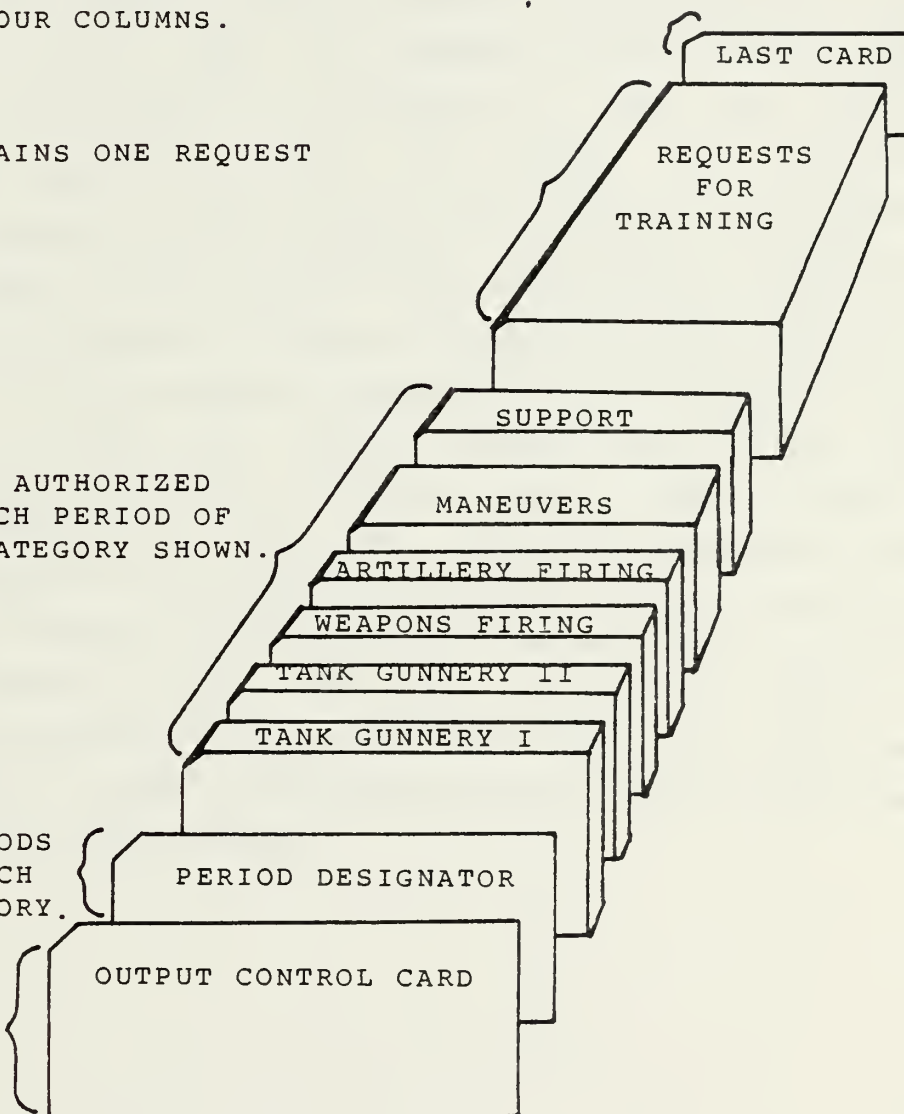 OUR COLUMNS.
LAST CARD
AINS ONE REQUEST
REQUESTS
FOR
TRAINING
SUPPORT
AUTHORIZED
CH PERIOD OF
ATEGORY SHOWN.
MANEUVERS
ARTILLERY FIRING
WEAPONS FIRING
TANK GUNNERY II
TANK GUNNERY I
ODS
CH
ORY.
PERIOD DESIGNATOR
OUTPUT CONTROL CARD